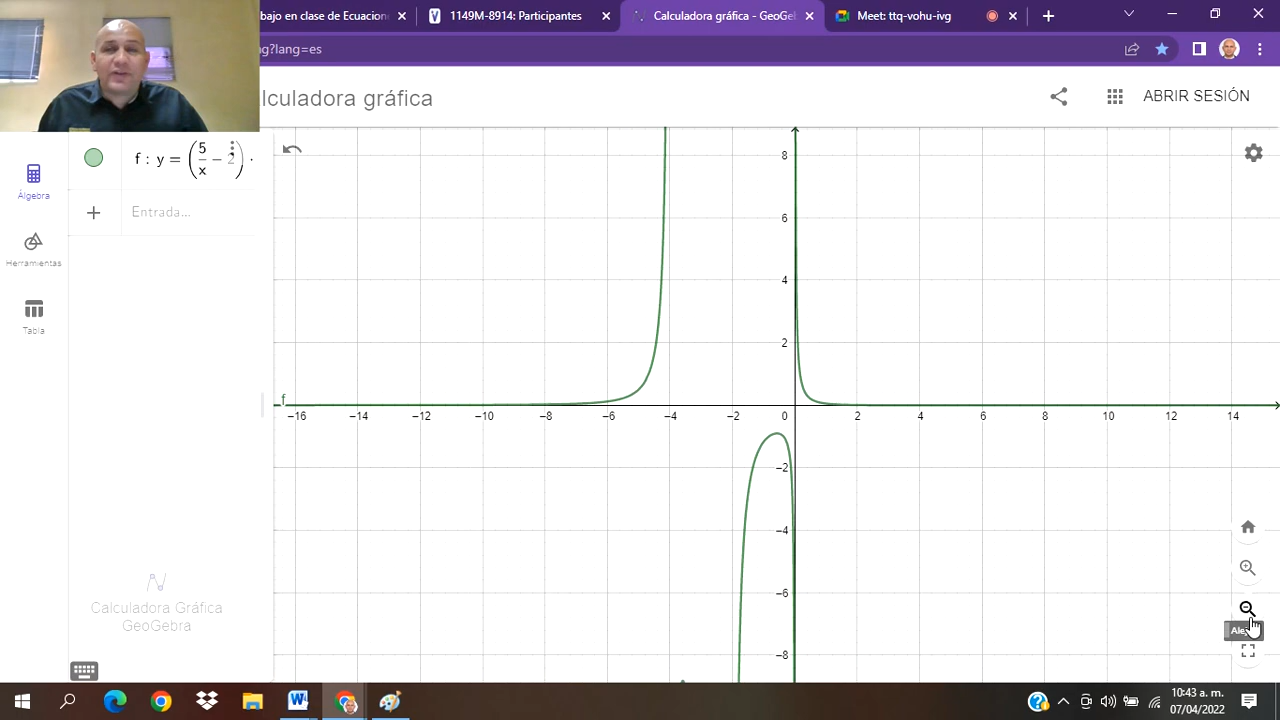 bajo en clase de Ecuacion
1149M-8914: Participantes
Calculadora gráfica - GeoGel
Meet: ttq-vohu-ivg
ng?lang=es
lculadora gráfica
ABRIR SESIÓN
f : y = (5/x − 2) ·
Entrada...
Álgebra
Herramientas
Tabla
Calculadora Gráfica
GeoGebra
f
8
6
4
2
−16 −14 −12 −10 −8 −6 −4 −2 0 2 4 6 8 10 12 14
−2
−4
−6
−8
10:43 a. m.
07/04/2022